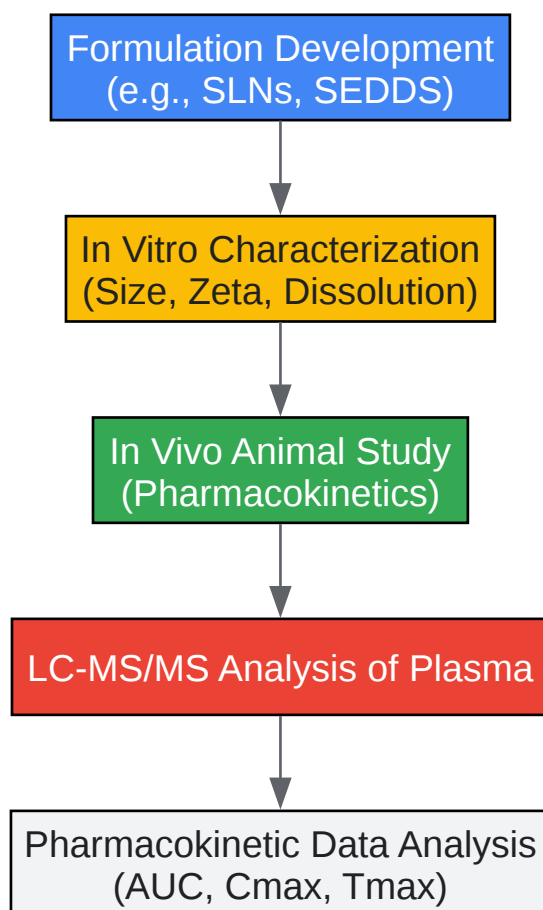 Formulation Development
(e.g., SLNs, SEDDS)
In Vitro Characterization
(Size, Zeta, Dissolution)
In Vivo Animal Study
(Pharmacokinetics)
LC-MS/MS Analysis of Plasma
Pharmacokinetic Data Analysis
(AUC, Cmax, Tmax)